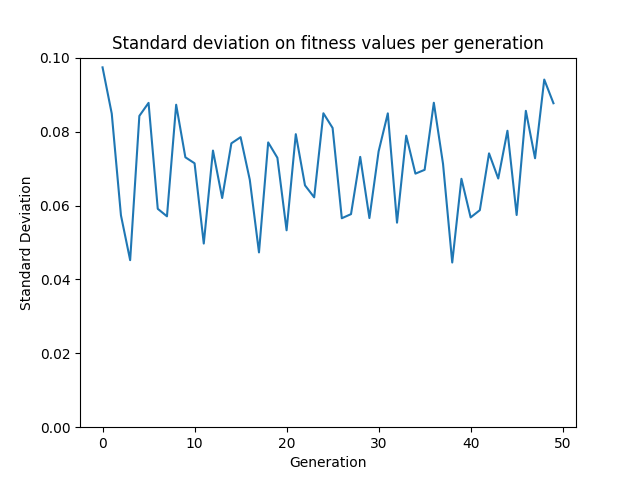 Standard deviation on fitness values per generation
0.10
0.08
0.06
0.04
0.02
0.00
Standard Deviation
0 10 20 30 40 50
Generation